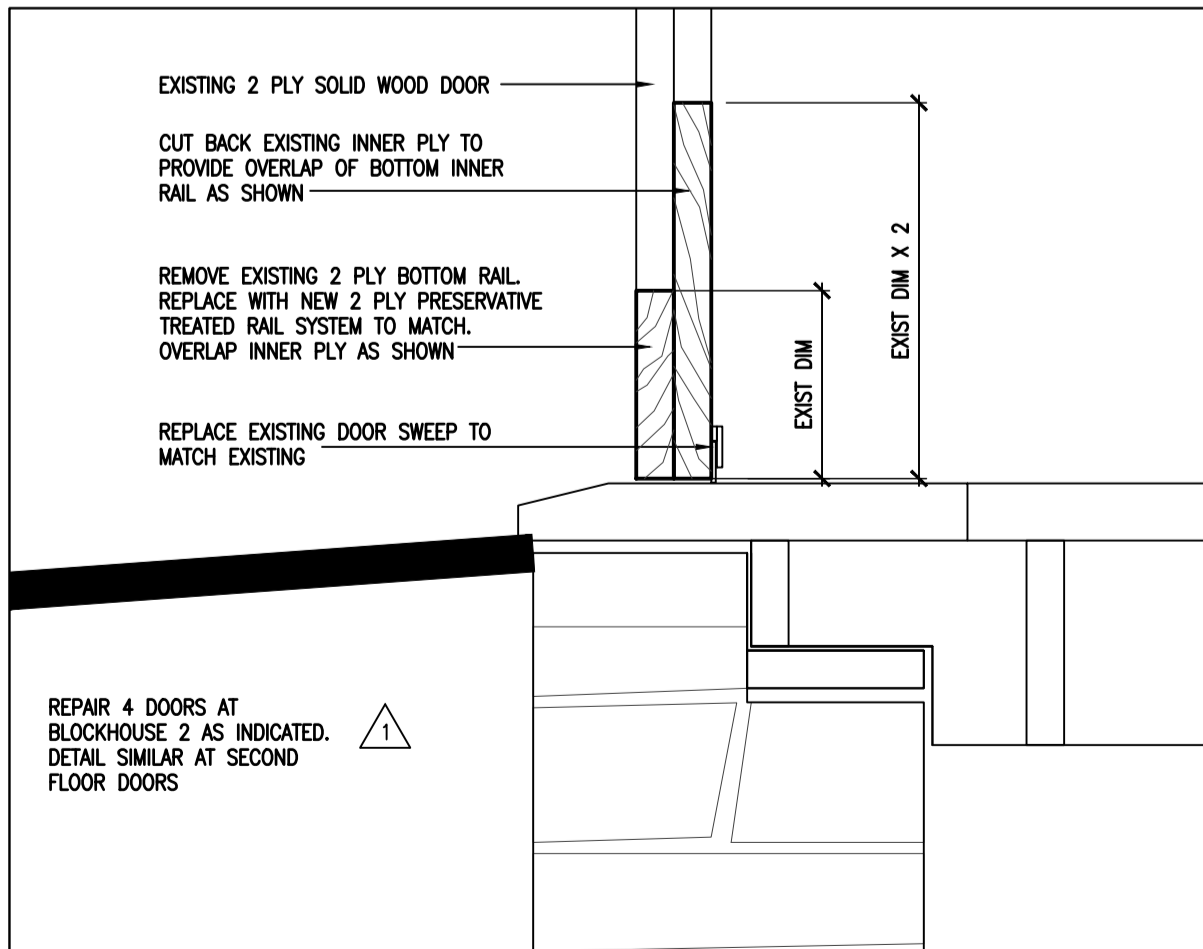 EXISTING 2 PLY SOLID WOOD DOOR
CUT BACK EXISTING INNER PLY TO
PROVIDE OVERLAP OF BOTTOM INNER
RAIL AS SHOWN
REMOVE EXISTING 2 PLY BOTTOM RAIL.
REPLACE WITH NEW 2 PLY PRESERVATIVE
TREATED RAIL SYSTEM TO MATCH.
OVERLAP INNER PLY AS SHOWN
REPLACE EXISTING DOOR SWEEP TO
MATCH EXISTING
EXIST DIM
EXIST DIM X 2
REPAIR 4 DOORS AT
BLOCKHOUSE 2 AS INDICATED.
DETAIL SIMILAR AT SECOND
FLOOR DOORS
1